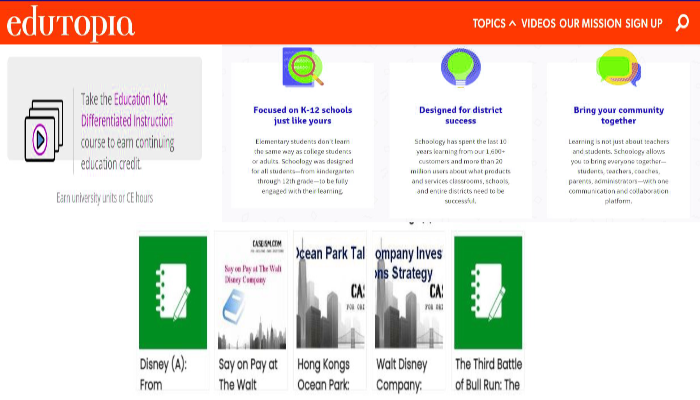 edutopia
TOPICS VIDEOS OUR MISSION SIGN UP
Take the Education 104:
Differentiated Instruction
course to earn continuing
education credit.
Earn university units or CE hours
Focused on K-12 schools
just like yours
Elementary students don't learn
the same way as college students
or adults. Schoology was designed
for all students—from kindergarten
through 12th grade—to be fully
engaged with their learning.
Designed for district
success
Schoology has spent the last 10
years learning from our 1,600+
customers and more than 20
million users about what products
and services classrooms, schools,
and entire districts need to be
successful.
Bring your community
together
Learning is not just about teachers
and students. Schoology allows
you to bring everyone together—
students, teachers, coaches,
parents, administrators—with one
communication and collaboration
platform.
Disney (A):
From
CASEISM.COM
Say on Pay at The Walt
Disney Company
Say on Pay at
The Walt
cean Park Tal
CA
Hong Kongs
Ocean Park:
ompany Inves
ns Strategy
CA
Walt Disney
Company:
The Third Battle
of Bull Run: The